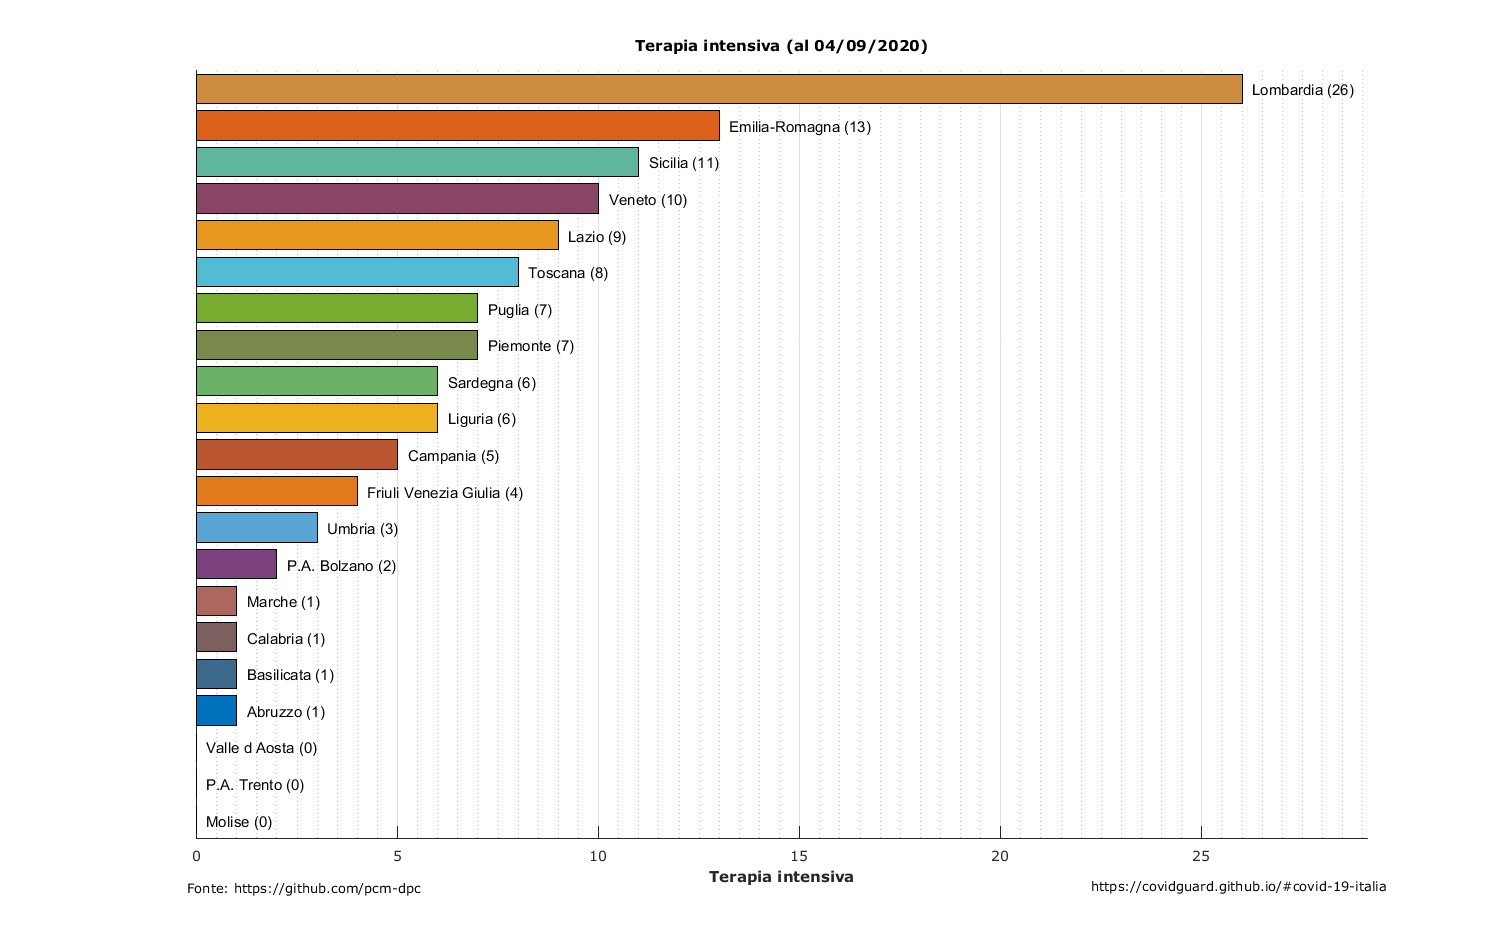 Terapia intensiva (al 04/09/2020)
Lombardia (26)
Emilia-Romagna (13)
Sicilia (11)
Veneto (10)
Lazio (9)
Toscana (8)
Puglia (7)
Piemonte (7)
Sardegna (6)
Liguria (6)
Campania (5)
Friuli Venezia Giulia (4)
Umbria (3)
P.A. Bolzano (2)
Marche (1)
Calabria (1)
Basilicata (1)
Abruzzo (1)
Valle d Aosta (0)
P.A. Trento (0)
Molise (0)
0 5 10 15 20 25
Terapia intensiva
Fonte: https://github.com/pcm-dpc
https://covidguard.github.io/#covid-19-italia